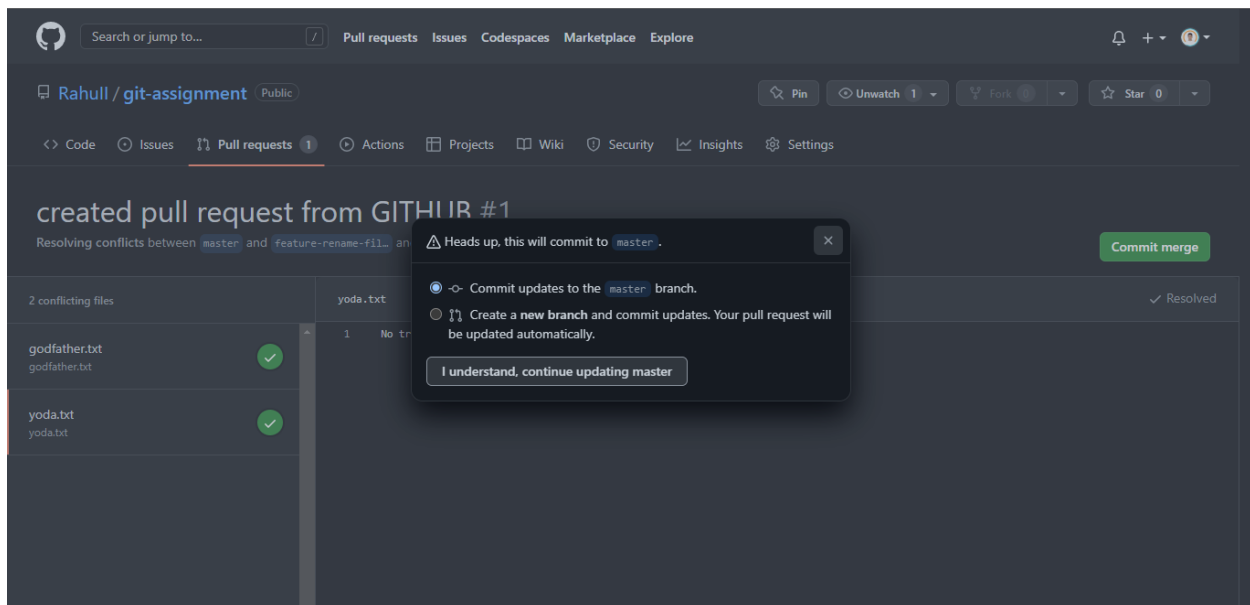 Search or jump to... / Pull requests Issues Codespaces Marketplace Explore
Rahull / git-assignment Public Pin Unwatch 1 Fork 0 Star 0
Code Issues Pull requests 1 Actions Projects Wiki Security Insights Settings
created pull request from GITHUB #1
Resolving conflicts between master and feature-rename-fil… an
Commit merge
Heads up, this will commit to master .
Commit updates to the master branch.
Create a new branch and commit updates. Your pull request will
be updated automatically.
I understand, continue updating master
2 conflicting files
godfather.txt
godfather.txt
yoda.txt
yoda.txt
yoda.txt Resolved
1 No tr